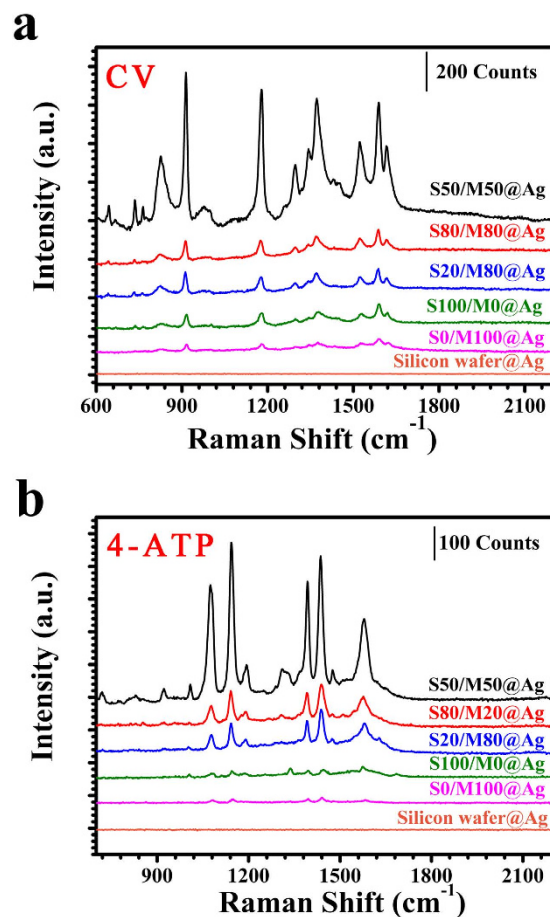 a
CV
200 Counts
S50/M50@Ag
S80/M80@Ag
S20/M80@Ag
S100/M0@Ag
S0/M100@Ag
Silicon wafer@Ag
Intensity (a.u.)
600 900 1200 1500 1800 2100
Raman Shift (cm⁻¹)
b
4-ATP
100 Counts
S50/M50@Ag
S80/M20@Ag
S20/M80@Ag
S100/M0@Ag
S0/M100@Ag
Silicon wafer@Ag
Intensity (a.u.)
900 1200 1500 1800 2100
Raman Shift (cm⁻¹)